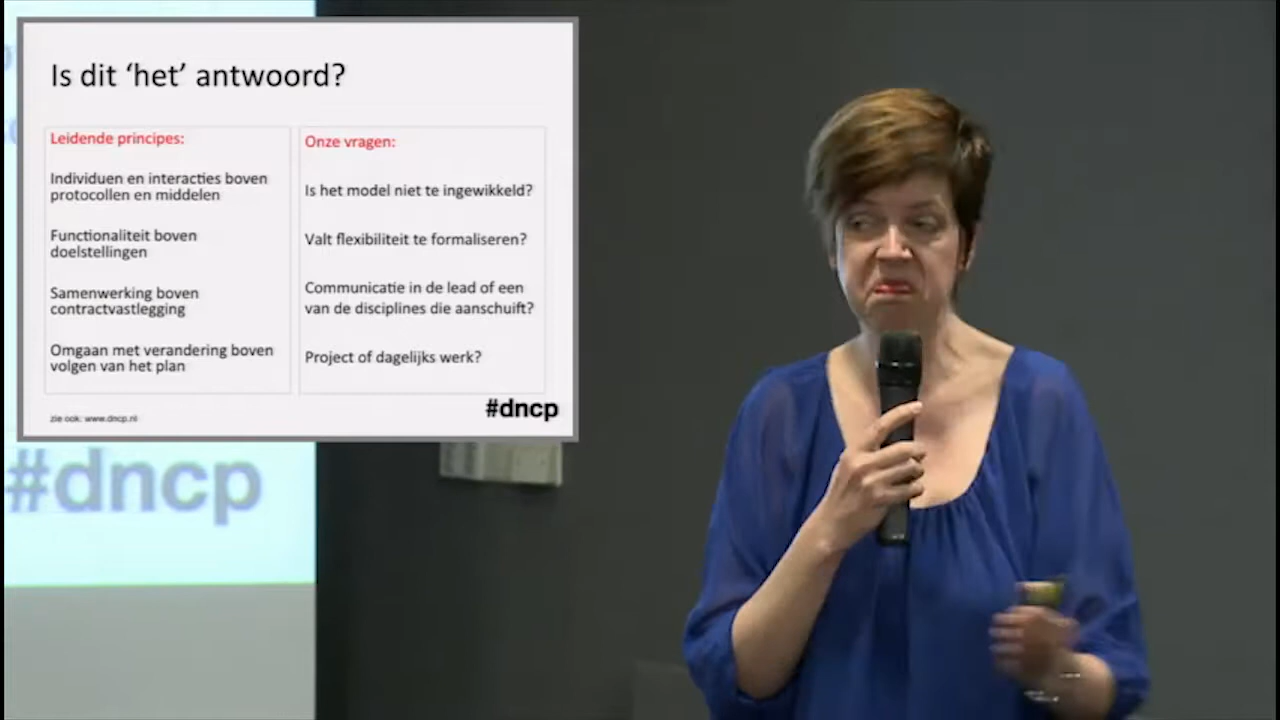 Is dit ‘het’ antwoord?
Leidende principes:
Individuen en interacties boven
protocollen en middelen
Functionaliteit boven
doelstellingen
Samenwerking boven
contractvastlegging
Omgaan met verandering boven
volgen van het plan
Onze vragen:
Is het model niet te ingewikkeld?
Valt flexibiliteit te formaliseren?
Communicatie in de lead of een
van de disciplines die aanschuift?
Project of dagelijks werk?
zie ook: www.dncp.nl
#dncp
#dncp